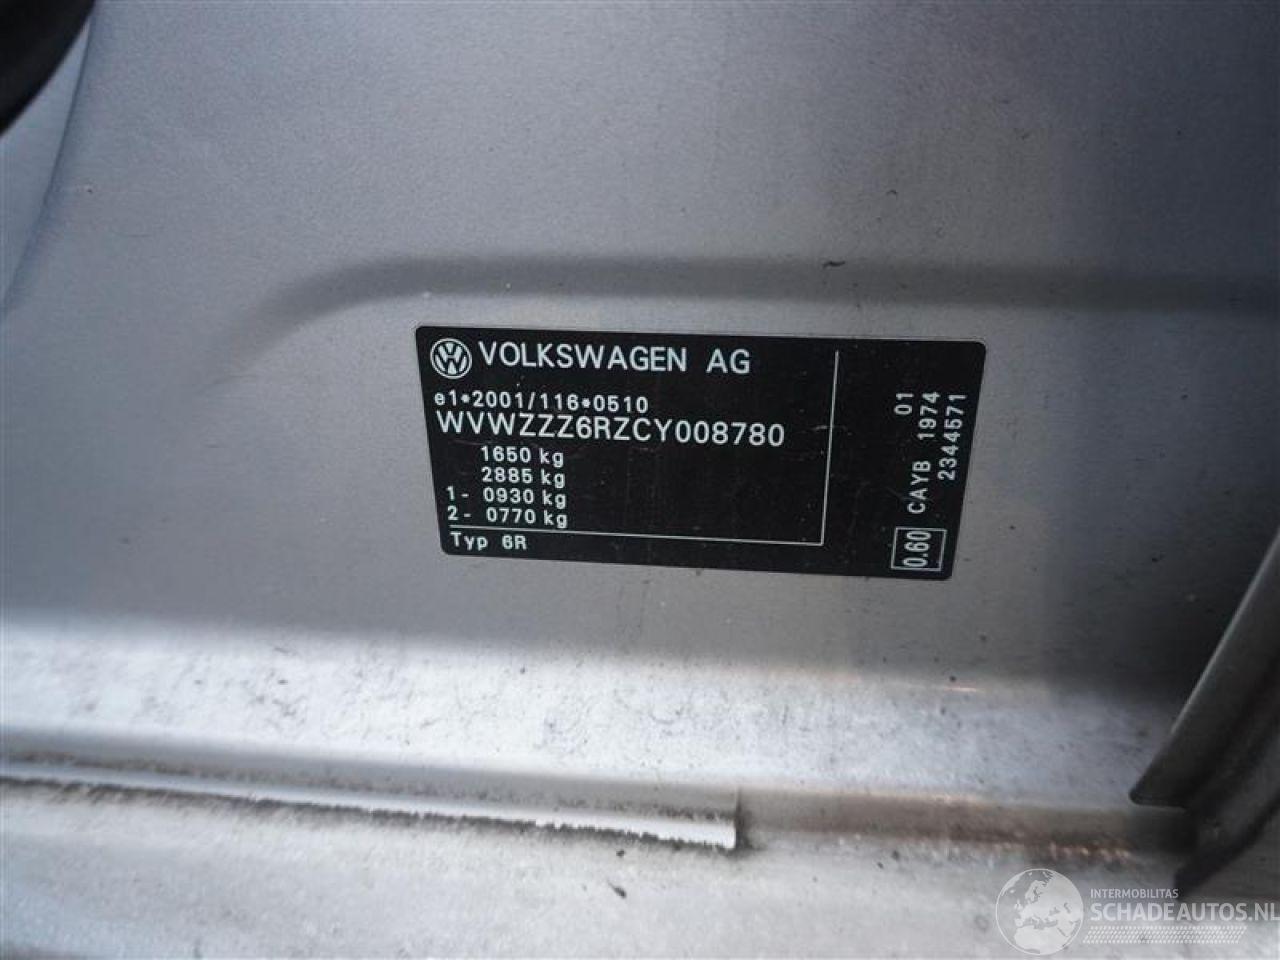 VOLKSWAGEN AG
e1*2001/116*0510
WVWZZZ6RZCY008780
1650 kg
2885 kg
1- 0930 kg
2- 0770 kg
Typ 6R
01
CAYB 1974
2344571
0.60
INTERMOBILITAS
SCHADEAUTOS.NL